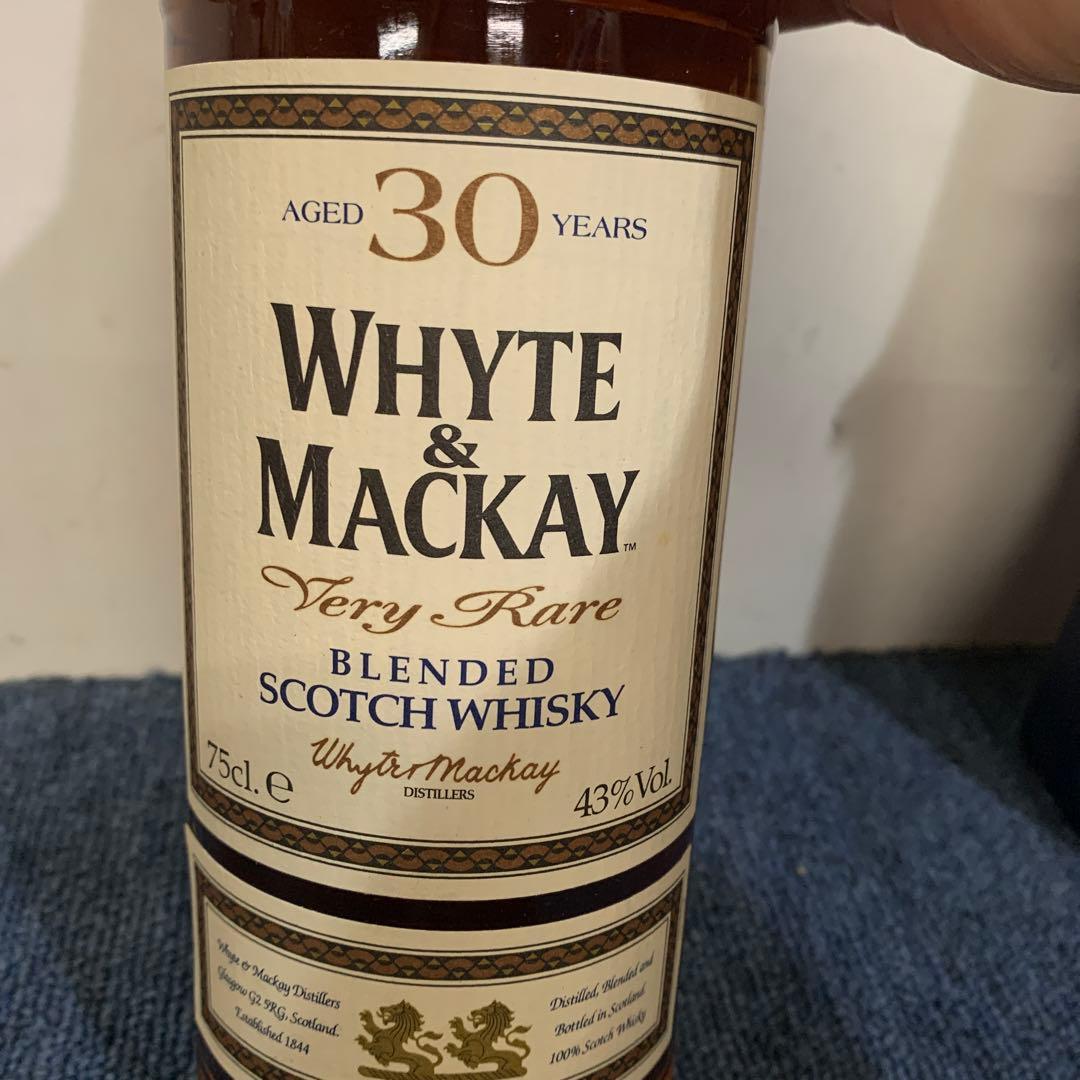 AGED 30 YEARS
WHYTE
&
MACKAY™
Very Rare
BLENDED
SCOTCH WHISKY
Whyte & Mackay
DISTILLERS
75cl. e
43%Vol.
Whyte & Mackay Distillers
Glasgow G2 5RG, Scotland.
Established 1844
Distilled, Blended and
Bottled in Scotland.
100% Scotch Whisky